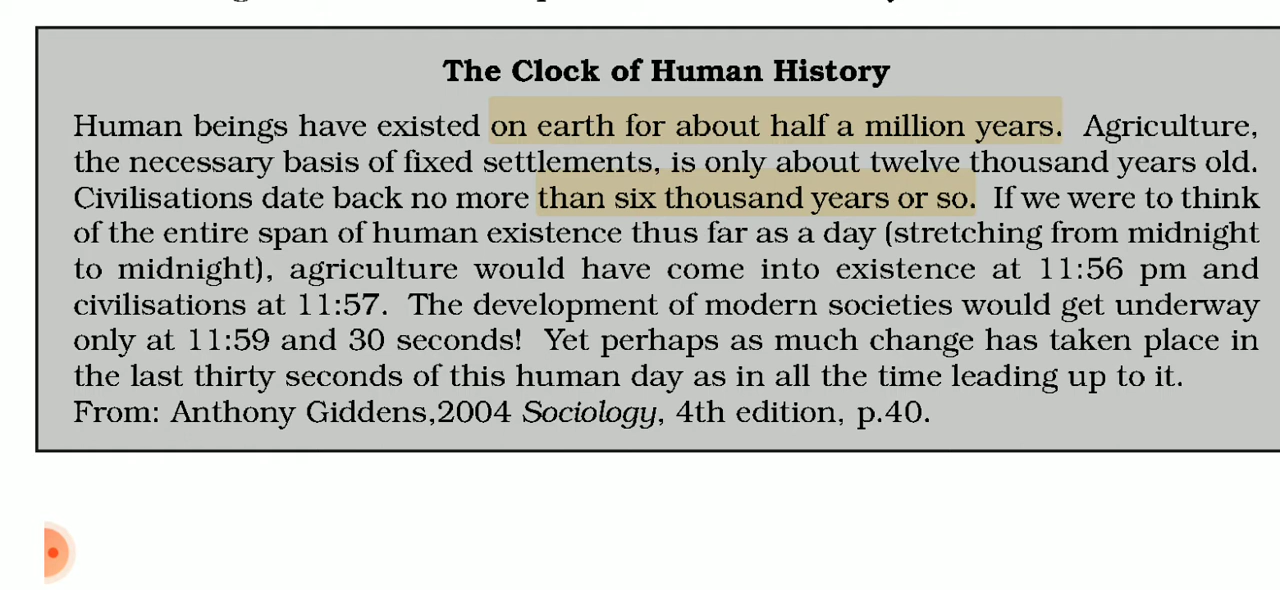 The Clock of Human History
Human beings have existed on earth for about half a million years. Agriculture,
the necessary basis of fixed settlements, is only about twelve thousand years old.
Civilisations date back no more than six thousand years or so. If we were to think
of the entire span of human existence thus far as a day (stretching from midnight
to midnight), agriculture would have come into existence at 11:56 pm and
civilisations at 11:57. The development of modern societies would get underway
only at 11:59 and 30 seconds! Yet perhaps as much change has taken place in
the last thirty seconds of this human day as in all the time leading up to it.
From: Anthony Giddens,2004 Sociology, 4th edition, p.40.